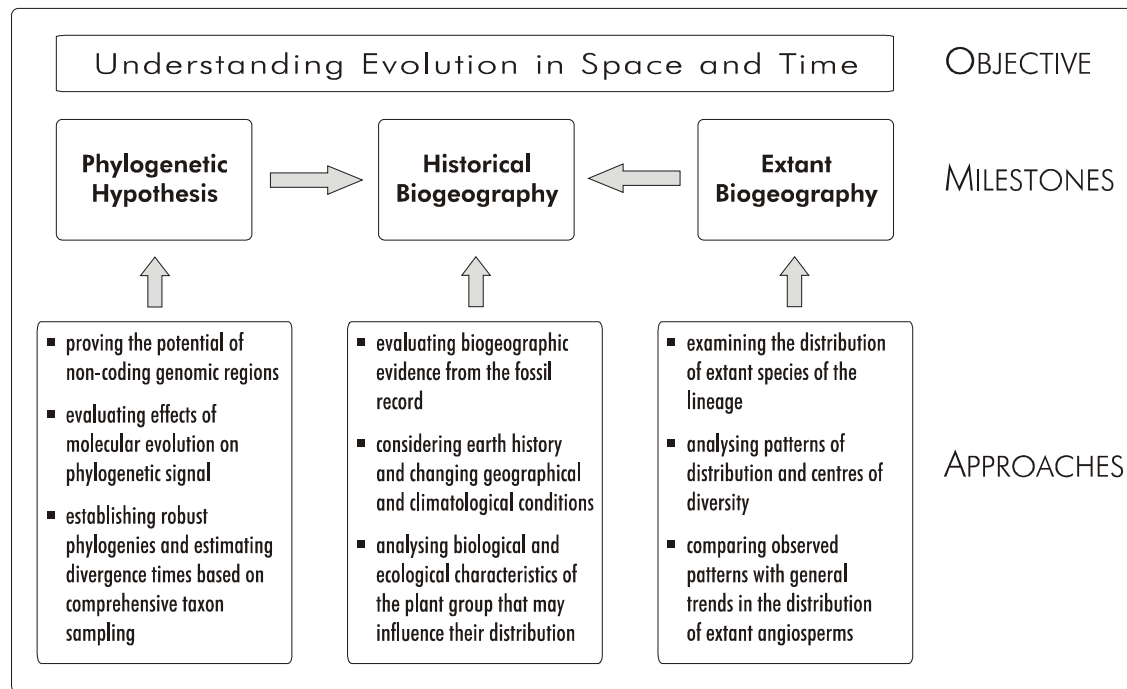 Understanding Evolution in Space and Time
OBJECTIVE
Phylogenetic
Hypothesis
Historical
Biogeography
Extant
Biogeography
MILESTONES
▪ proving the potential of
non-coding genomic regions
▪ evaluating effects of
molecular evolution on
phylogenetic signal
▪ establishing robust
phylogenies and estimating
divergence times based on
comprehensive taxon
sampling
▪ evaluating biogeographic
evidence from the fossil
record
▪ considering earth history
and changing geographical
and climatological conditions
▪ analysing biological and
ecological characteristics of
the plant group that may
influence their distribution
▪ examining the distribution
of extant species of the
lineage
▪ analysing patterns of
distribution and centres of
diversity
▪ comparing observed
patterns with general
trends in the distribution
of extant angiosperms
APPROACHES